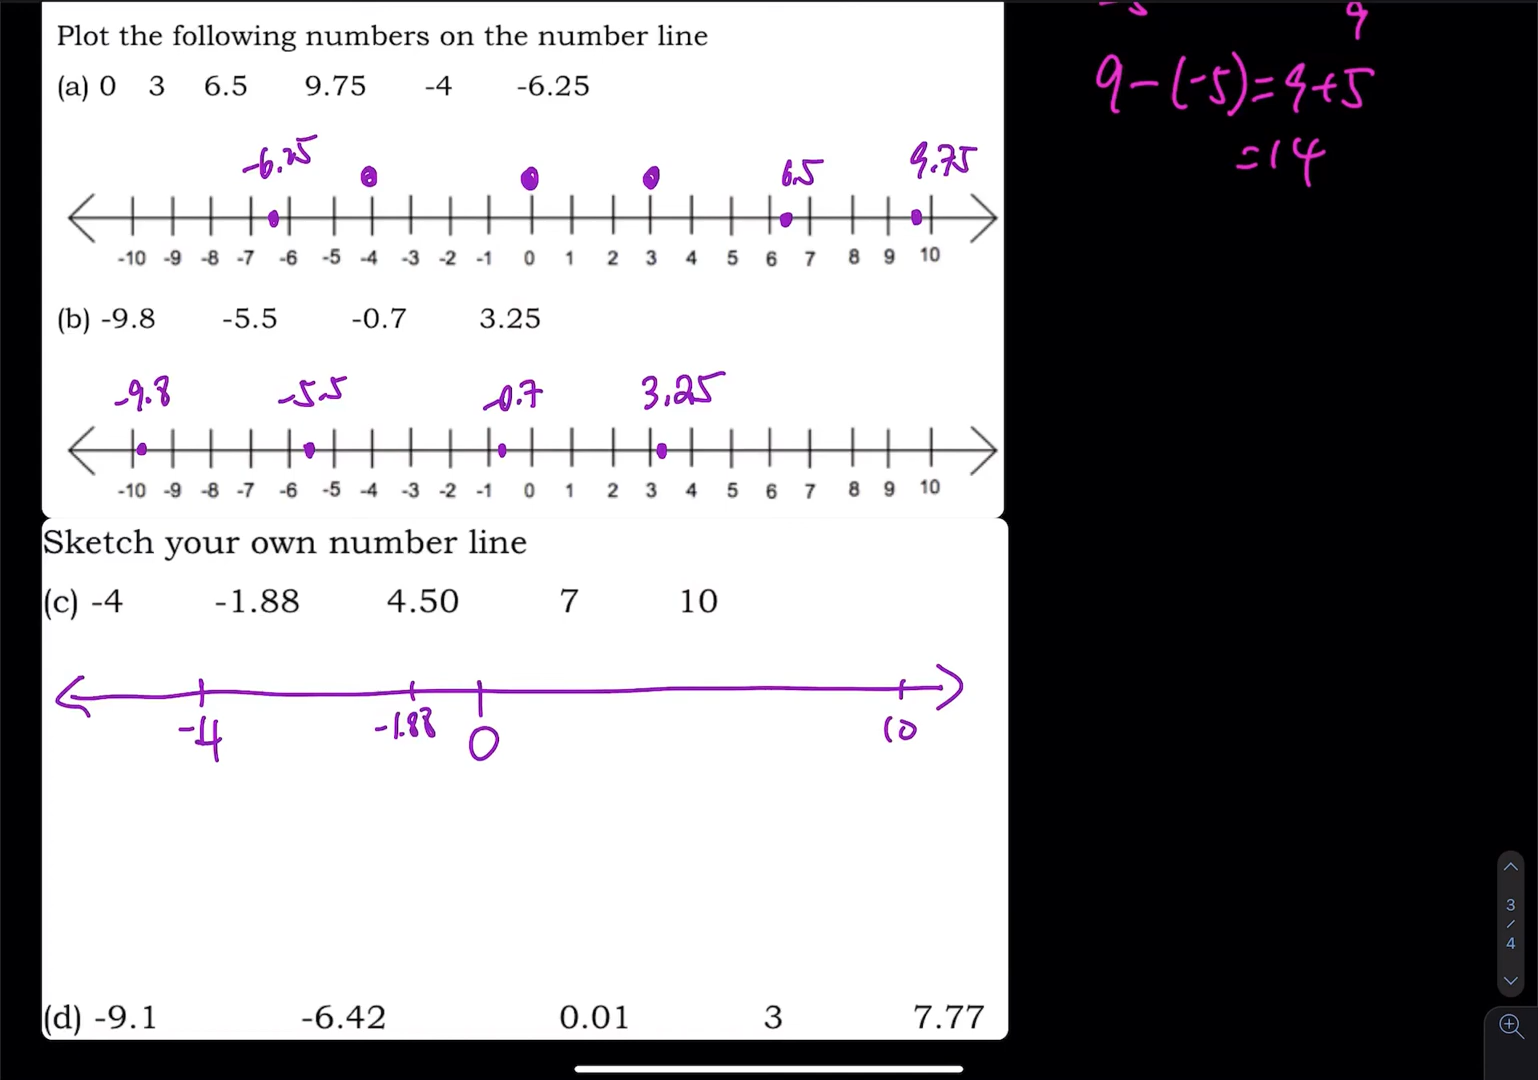 Plot the following numbers on the number line
(a) 0 3 6.5 9.75 -4 -6.25
-6.25 6.5 9.75
-10 -9 -8 -7 -6 -5 -4 -3 -2 -1 0 1 2 3 4 5 6 7 8 9 10
(b) -9.8 -5.5 -0.7 3.25
-9.8 -5.5 -0.7 3.25
-10 -9 -8 -7 -6 -5 -4 -3 -2 -1 0 1 2 3 4 5 6 7 8 9 10
Sketch your own number line
(c) -4 -1.88 4.50 7 10
-4 -1.88 0 10
(d) -9.1 -6.42 0.01 3 7.77
9
9-(-5)=9+5
=14
3
/
4